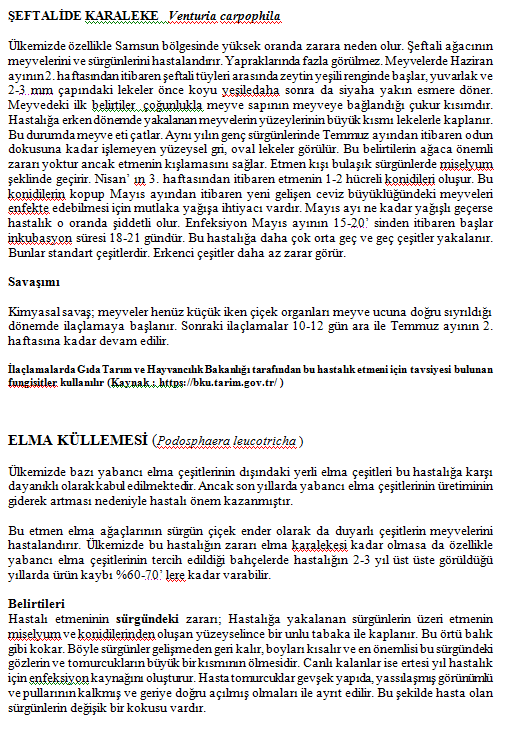 ŞEFTALİDE KARALEKE Venturia carpophila
Ülkemizde özellikle Samsun bölgesinde yüksek oranda zarara neden olur. Şeftali ağacının
meyvelerini ve sürgünlerini hastalandırır. Yapraklarında fazla görülmez. Meyvelerde Haziran
ayının 2. haftasından itibaren şeftali tüyleri arasında zeytin yeşili renginde başlar, yuvarlak ve
2-3 mm çapındaki lekeler önce koyu yeşiledaha sonra da siyaha yakın esmere döner.
Meyvedeki ilk belirtiler çoğunlukla meyve sapının meyveye bağlandığı çukur kısımdır.
Hastalığa erken dönemde yakalanan meyvelerin yüzeylerinin büyük kısmı lekelerle kaplanır.
Bu durumda meyve eti çatlar. Aynı yılın genç sürgünlerinde Temmuz ayından itibaren odun
dokusuna kadar işlemeyen yüzeysel gri, oval lekeler görülür. Bu belirtilerin ağaca önemli
zararı yoktur ancak etmenin kışlamasını sağlar. Etmen kışı bulaşık sürgünlerde miselyum
şeklinde geçirir. Nisan' ın 3. haftasından itibaren etmenin 1-2 hücreli konidileri oluşur. Bu
konidilerin kopup Mayıs ayından itibaren yeni gelişen ceviz büyüklüğündeki meyveleri
enfekte edebilmesi için mutlaka yağışa ihtiyacı vardır. Mayıs ayı ne kadar yağışlı geçerse
hastalık o oranda şiddetli olur. Enfeksiyon Mayıs ayının 15-20' sinden itibaren başlar
inkubasyon süresi 18-21 gündür. Bu hastalığa daha çok orta geç ve geç çeşitler yakalanır.
Bunlar standart çeşitlerdir. Erkenci çeşitler daha az zarar görür.
Savaşımı
Kimyasal savaş; meyveler henüz küçük iken çiçek organları meyve ucuna doğru sıyrıldığı
dönemde ilaçlamaya başlanır. Sonraki ilaçlamalar 10-12 gün ara ile Temmuz ayının 2.
haftasına kadar devam edilir.
İlaçlamalarda Gıda Tarım ve Hayvancılık Bakanlığı tarafından bu hastalık etmeni için tavsiyesi bulunan
fungisitler kullanılır (Kaynak : https://bku.tarim.gov.tr/ )
ELMA KÜLLEMESİ (Podosphaera leucotricha )
Ülkemizde bazı yabancı elma çeşitlerinin dışındaki yerli elma çeşitleri bu hastalığa karşı
dayanıklı olarak kabul edilmektedir. Ancak son yıllarda yabancı elma çeşitlerinin üretiminin
giderek artması nedeniyle hastalı önem kazanmıştır.
Bu etmen elma ağaçlarının sürgün çiçek ender olarak da duyarlı çeşitlerin meyvelerini
hastalandırır. Ülkemizde bu hastalığın zararı elma karalekesi kadar olmasa da özellikle
yabancı elma çeşitlerinin tercih edildiği bahçelerde hastalığın 2-3 yıl üst üste görüldüğü
yıllarda ürün kaybı %60-70' lere kadar varabilir.
Belirtileri
Hastalı etmeninin sürgündeki zararı; Hastalığa yakalanan sürgünlerin üzeri etmenin
miselyum ve konidilerinden oluşan yüzeyselince bir unlu tabaka ile kaplanır. Bu örtü balık
gibi kokar. Böyle sürgünler gelişmeden geri kalır, boyları kısalır ve en önemlisi bu sürgündeki
gözlerin ve tomurcukların büyük bir kısmının ölmesidir. Canlı kalanlar ise ertesi yıl hastalık
için enfeksiyon kaynağını oluşturur. Hasta tomurcuklar gevşek yapıda, yassılaşmış görünümlü
ve pullarının kalkmış ve geriye doğru açılmış olmaları ile ayrıt edilir. Bu şekilde hasta olan
sürgünlerin değişik bir kokusu vardır.